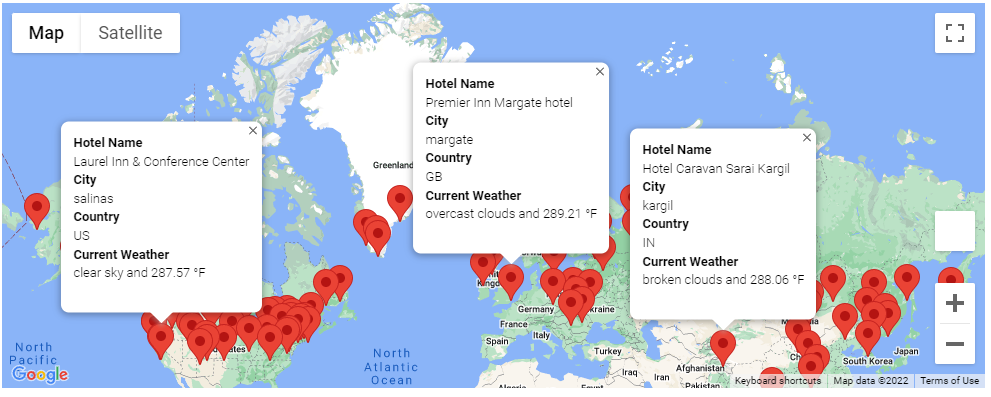 Map
Satellite
Hotel Name
Laurel Inn & Conference Center
City
salinas
Country
US
Current Weather
clear sky and 287.57 °F
Hotel Name
Premier Inn Margate hotel
City
margate
Country
GB
Current Weather
overcast clouds and 289.21 °F
Hotel Name
Hotel Caravan Sarai Kargil
City
kargil
Country
IN
Current Weather
broken clouds and 288.06 °F
Greenland
Germany
France
Spain
Italy
Turkey
Afghanistan
Pakistan
South Korea
Japan
North
Pacific
North
Atlantic
Ocean
Google
Keyboard shortcuts
Map data ©2022
Terms of Use